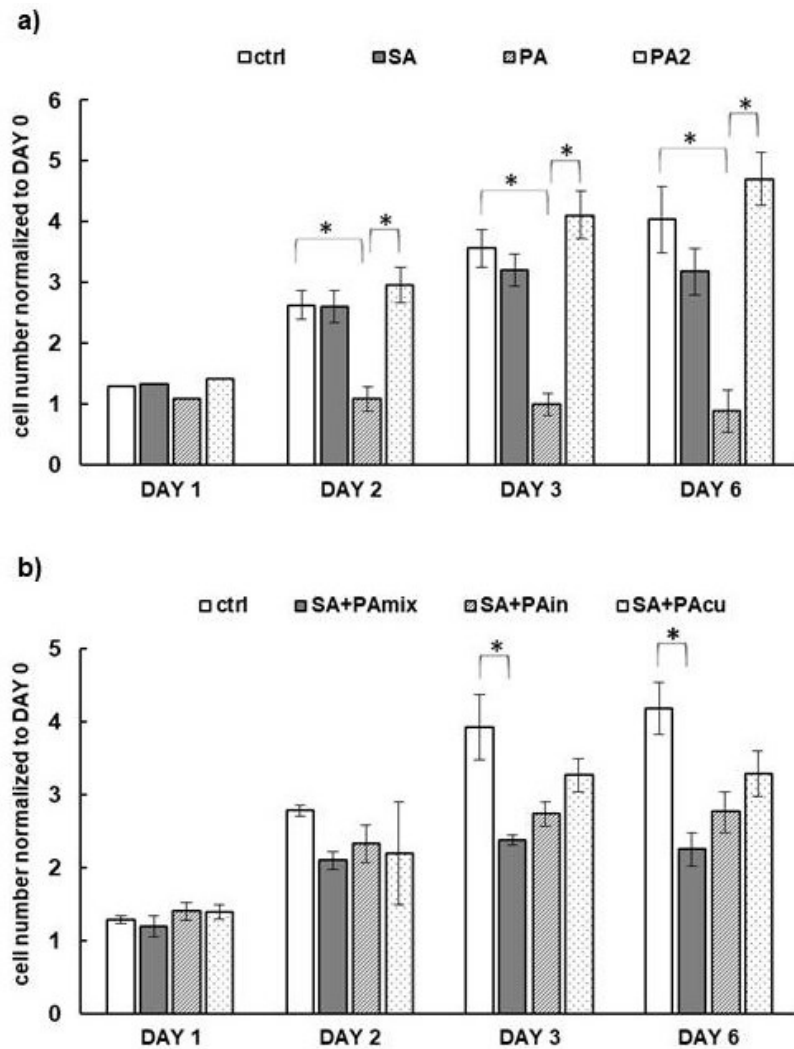 a)
ctrl SA PA PA2
cell number normalized to DAY 0
6
5
4
3
2
1
0
* * * * * *
DAY 1 DAY 2 DAY 3 DAY 6
b)
ctrl SA+PAmix SA+PAin SA+PAcu
cell number normalized to DAY 0
5
4
3
2
1
0
* *
DAY 1 DAY 2 DAY 3 DAY 6